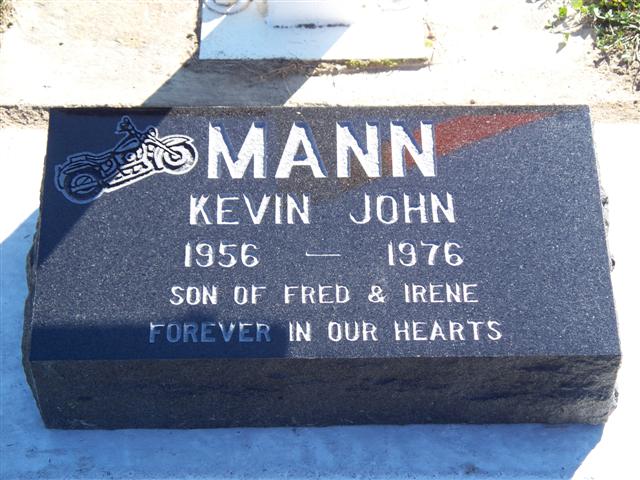 MANN
KEVIN JOHN
1956 — 1976
SON OF FRED & IRENE
FOREVER IN OUR HEARTS